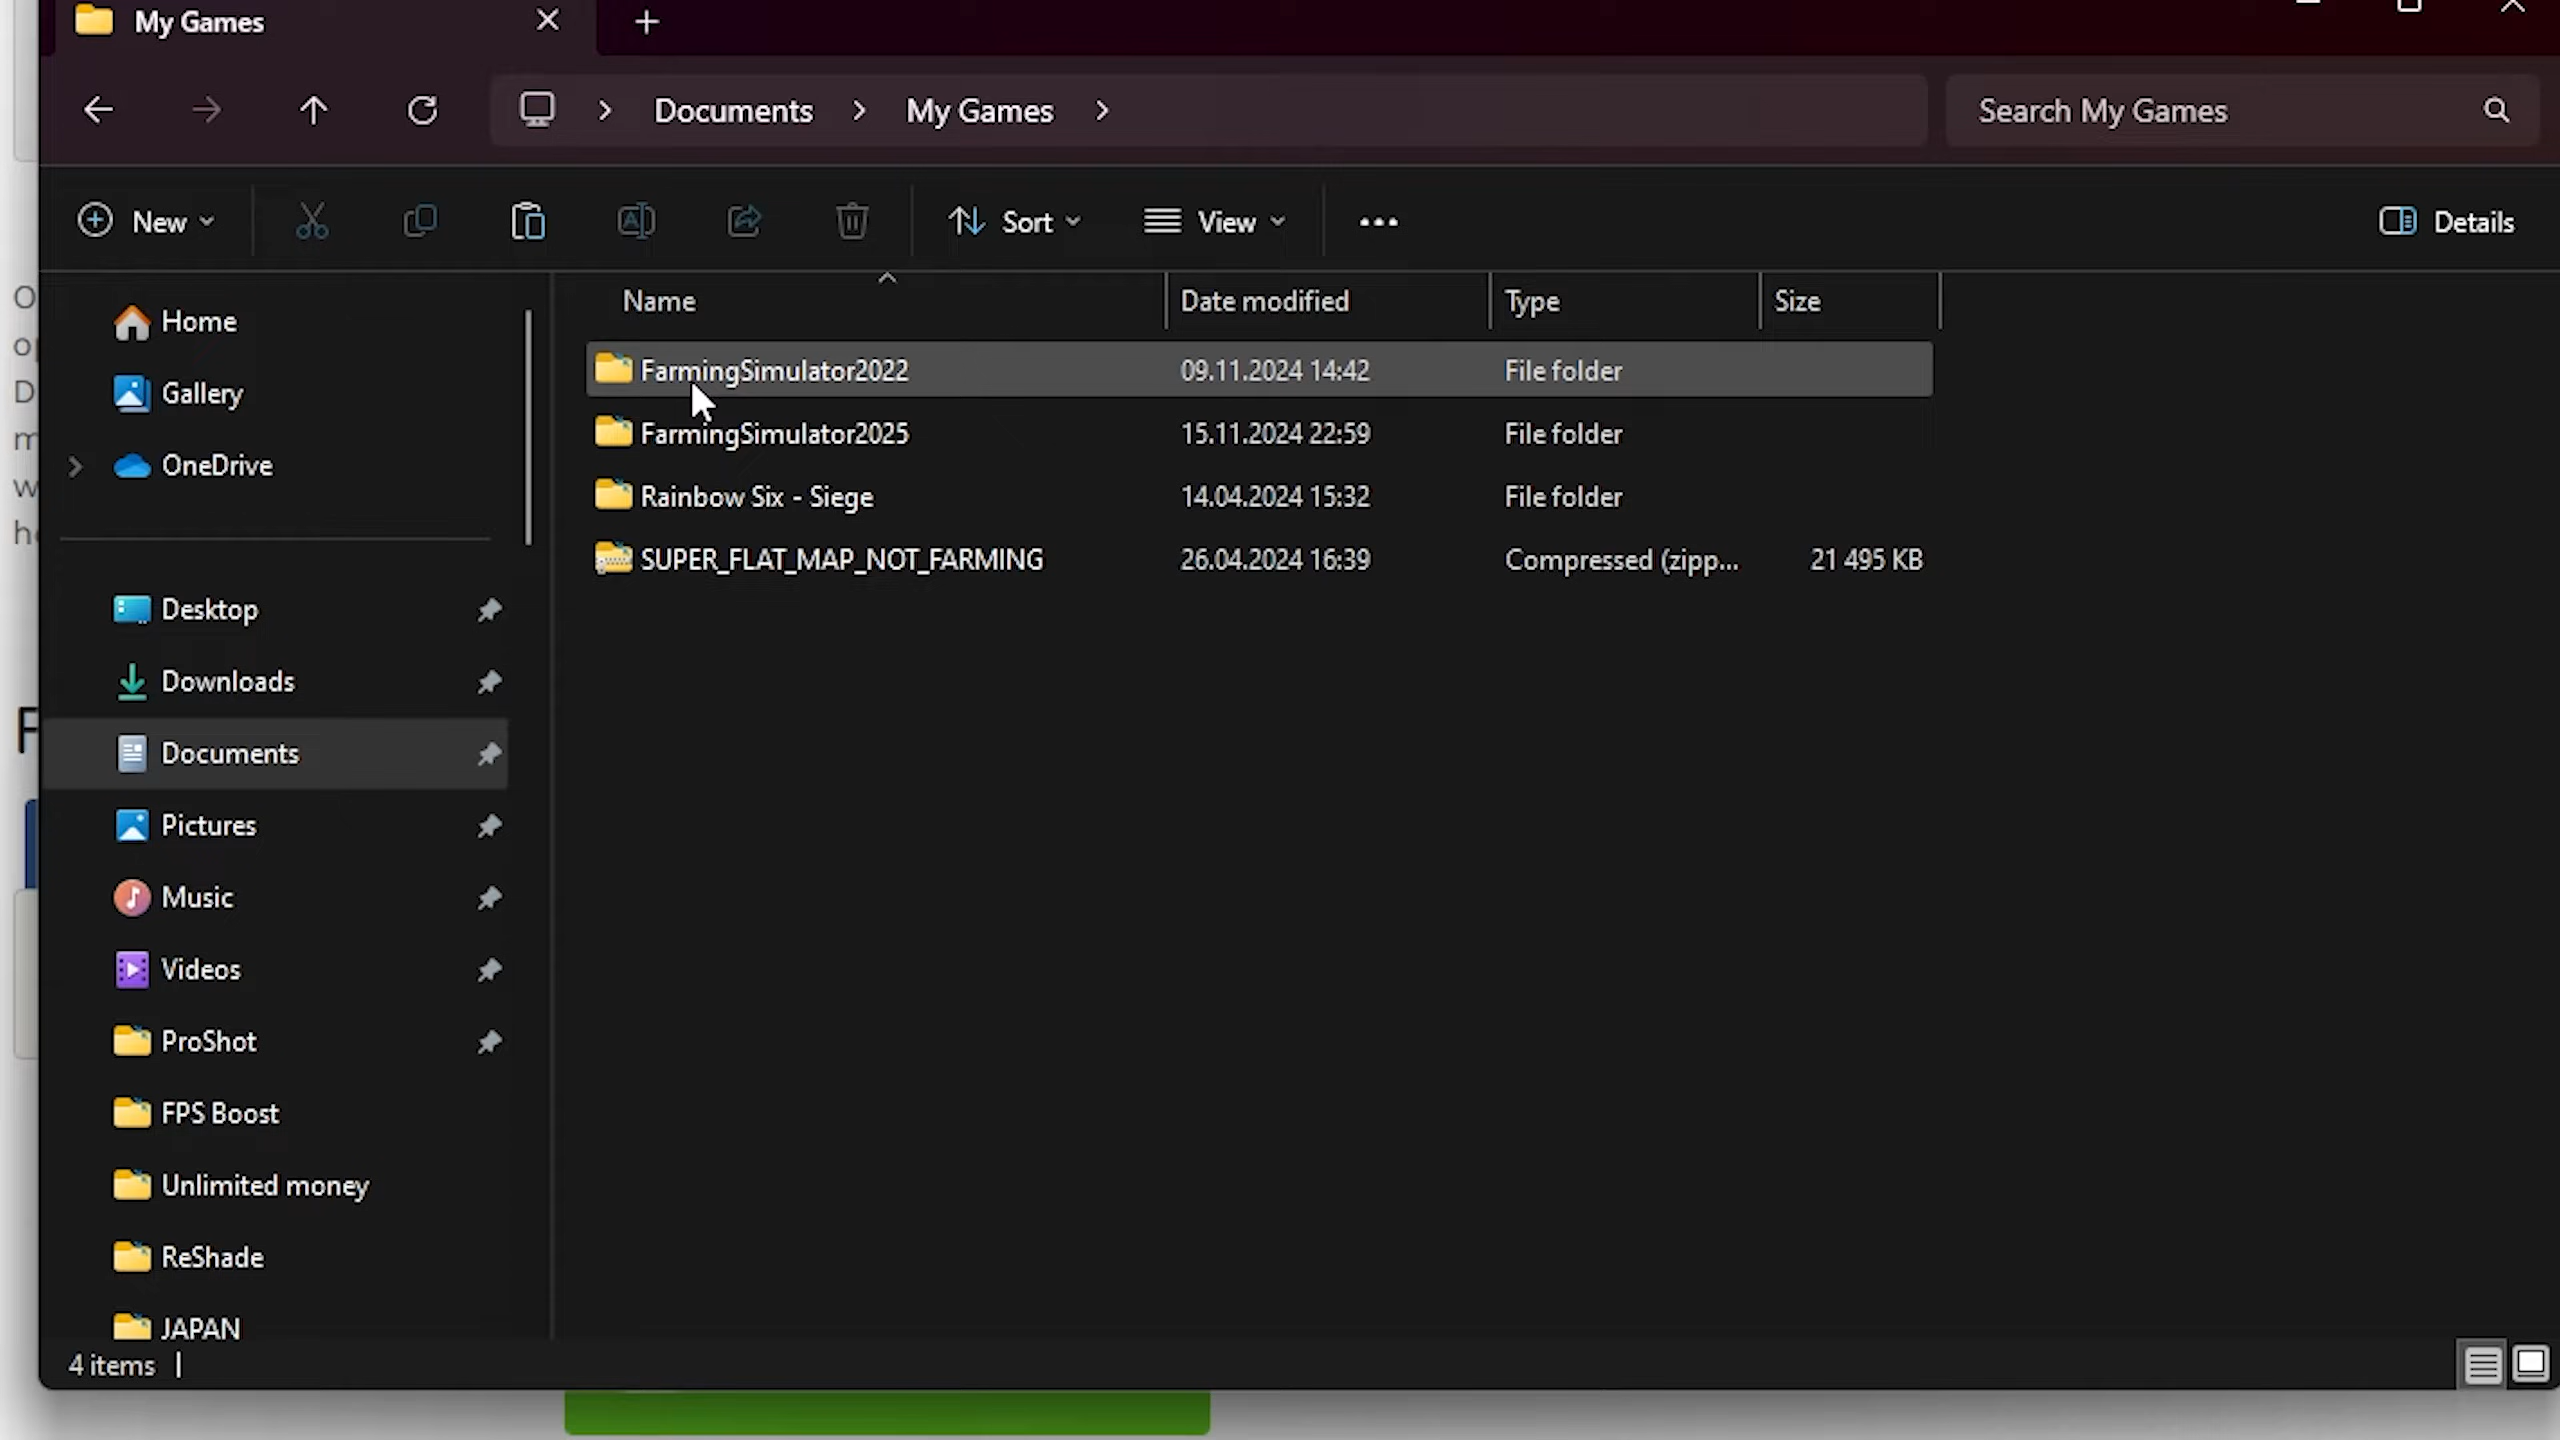 My Games
Documents > My Games >
Search My Games
New
Sort
View
Details
Name
Date modified
Type
Size
Home
Gallery
OneDrive
Desktop
Downloads
Documents
Pictures
Music
Videos
ProShot
FPS Boost
Unlimited money
ReShade
JAPAN
FarmingSimulator2022 09.11.2024 14:42 File folder
FarmingSimulator2025 15.11.2024 22:59 File folder
Rainbow Six - Siege 14.04.2024 15:32 File folder
SUPER_FLAT_MAP_NOT_FARMING 26.04.2024 16:39 Compressed (zipp... 21 495 KB
4 items